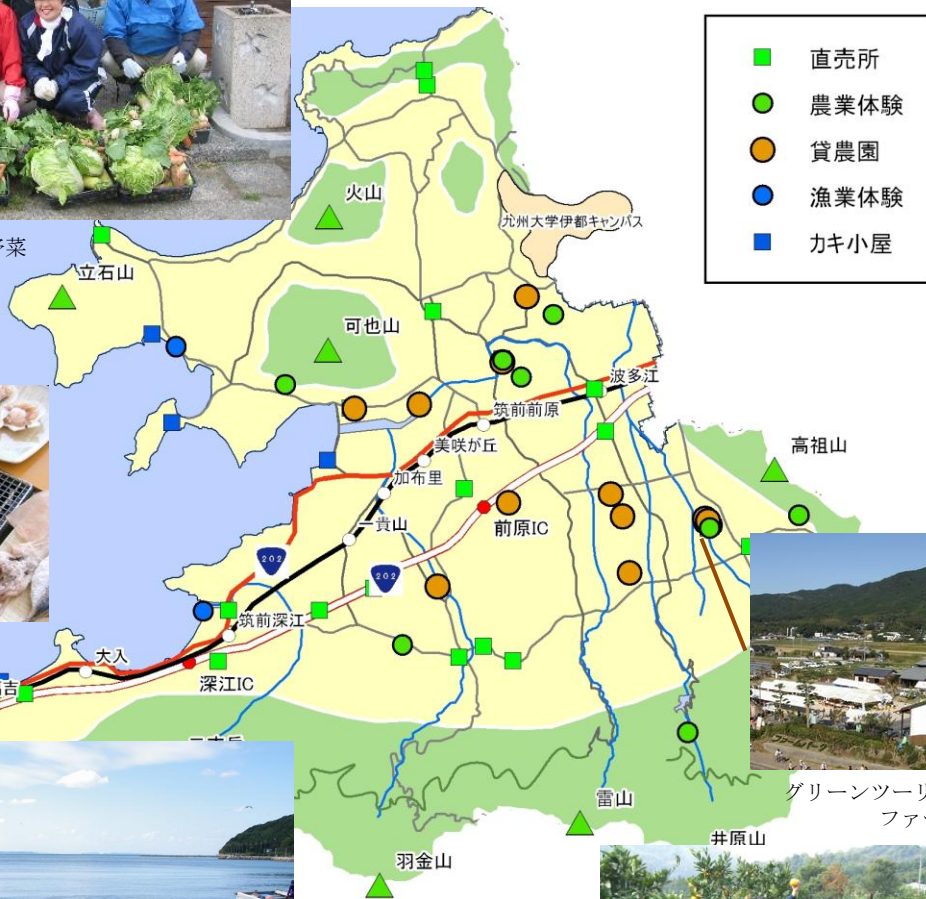 直売所
農業体験
貸農園
漁業体験
カキ小屋
火山
九州大学伊都キャンパス
野菜
立石山
可也山
波多江
筑前前原
美咲が丘
高祖山
加布里
前原IC
一貴山
202
202
筑前深江
大入
深江IC
吉
グリーンツーリ
ファ
雷山
井原山
羽金山